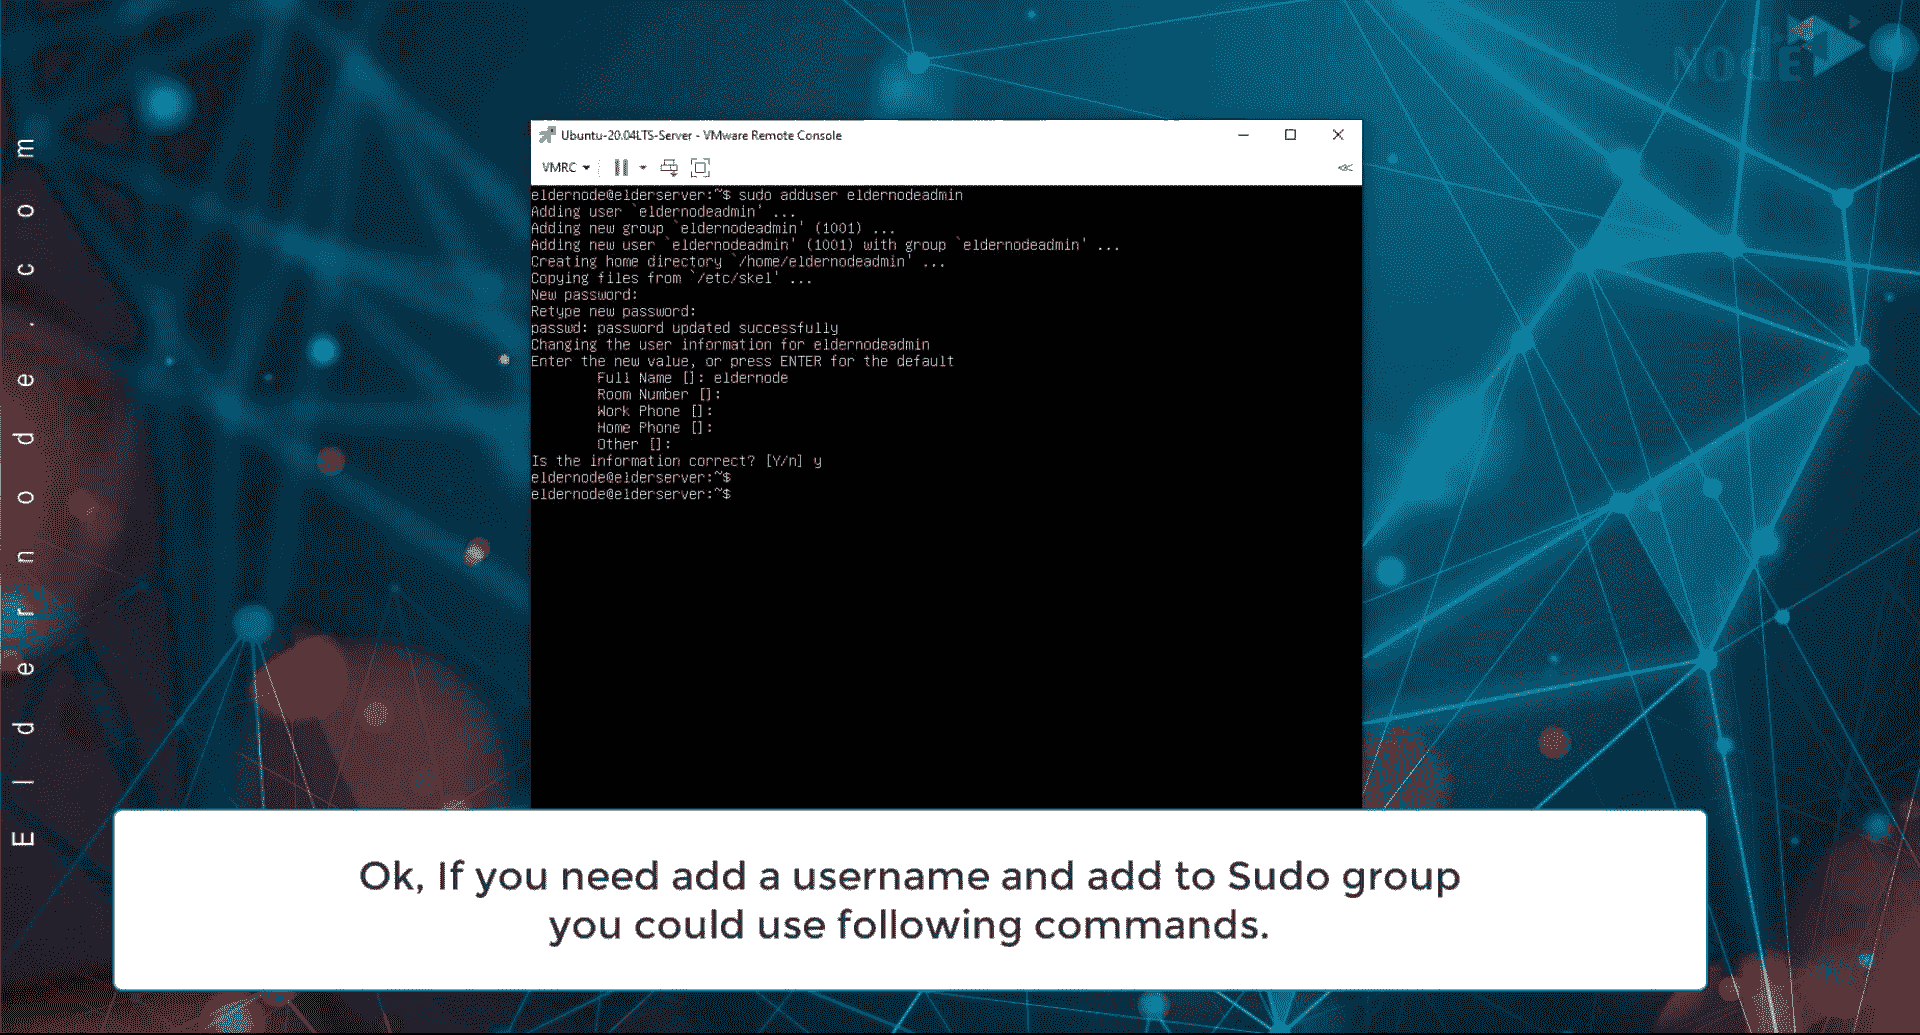 NODE
Eldernode.com
Ubuntu-20.04LTS-Server - VMware Remote Console
VMRC
eldernode@elderserver:~$ sudo adduser eldernodeadmin
Adding user `eldernodeadmin' ...
Adding new group `eldernodeadmin' (1001) ...
Adding new user `eldernodeadmin' (1001) with group `eldernodeadmin' ...
Creating home directory `/home/eldernodeadmin' ...
Copying files from `/etc/skel' ...
New password:
Retype new password:
passwd: password updated successfully
Changing the user information for eldernodeadmin
Enter the new value, or press ENTER for the default
Full Name []: eldernode
Room Number []:
Work Phone []:
Home Phone []:
Other []:
Is the information correct? [Y/n] y
eldernode@elderserver:~$
eldernode@elderserver:~$
Ok, If you need add a username and add to Sudo group
you could use following commands.